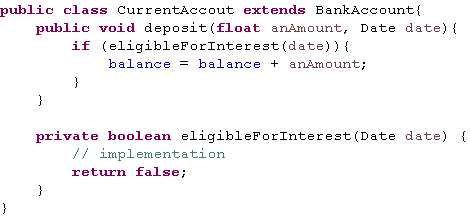 public class CurrentAccout extends BankAccount{
    public void deposit(float anAmount, Date date){
        if (eligibleForInterest(date)){
            balance = balance + anAmount;
        }
    }

    private boolean eligibleForInterest(Date date) {
        // implementation
        return false;
    }
}